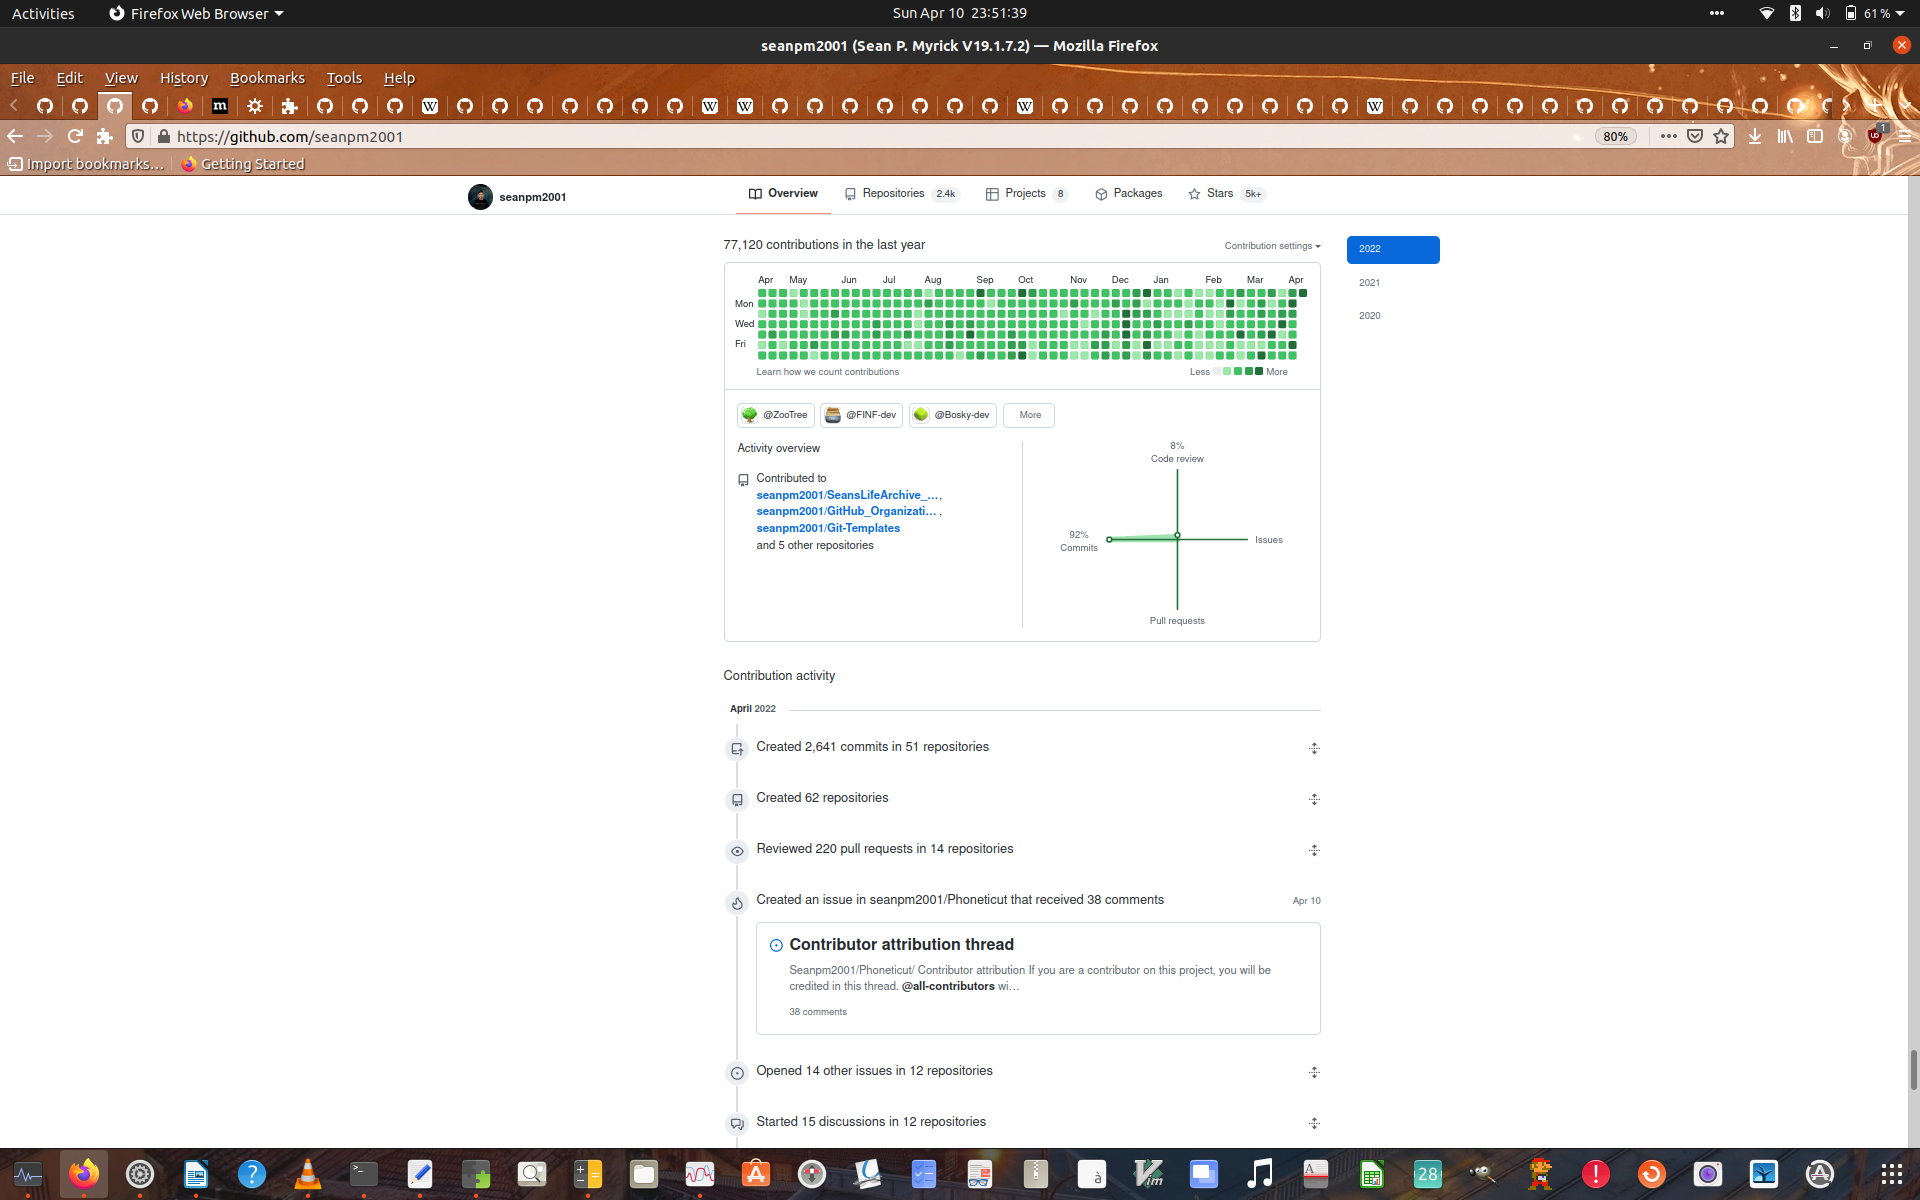 Activities
Firefox Web Browser
Sun Apr 10 23:51:39
61 %
seanpm2001 (Sean P. Myrick V19.1.7.2) — Mozilla Firefox
File Edit View History Bookmarks Tools Help
https://github.com/seanpm2001
80%
1
Import bookmarks…
Getting Started
seanpm2001
Overview
Repositories 2.4k
Projects 8
Packages
Stars 5k+
77,120 contributions in the last year
Contribution settings
2022
2021
2020
Apr May Jun Jul Aug Sep Oct Nov Dec Jan Feb Mar Apr
Mon
Wed
Fri
Learn how we count contributions
Less More
@ZooTree
@FINF-dev
@Bosky-dev
More
Activity overview
Contributed to
seanpm2001/SeansLifeArchive_…,
seanpm2001/GitHub_Organizati… ,
seanpm2001/Git-Templates
and 5 other repositories
8%
Code review
92%
Commits
Issues
Pull requests
Contribution activity
April 2022
Created 2,641 commits in 51 repositories
Created 62 repositories
Reviewed 220 pull requests in 14 repositories
Created an issue in seanpm2001/Phoneticut that received 38 comments
Apr 10
Contributor attribution thread
Seanpm2001/Phoneticut/ Contributor attribution If you are a contributor on this project, you will be
credited in this thread. @all-contributors wi…
38 comments
Opened 14 other issues in 12 repositories
Started 15 discussions in 12 repositories
28